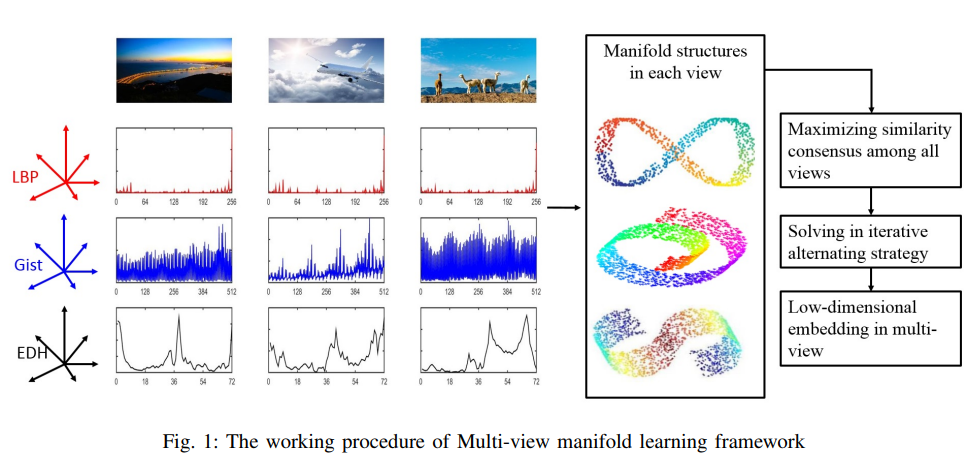 Manifold structures
in each view
LBP
0 64 128 192 256
0 64 128 192 256
0 64 128 192 256
Maximizing similarity
consensus among all
views
Gist
0 128 256 384 512
0 128 256 384 512
0 128 256 384 512
Solving in iterative
alternating strategy
EDH
0 18 36 54 72
0 18 36 54 72
0 18 36 54 72
Low-dimensional
embedding in multi-
view
Fig. 1: The working procedure of Multi-view manifold learning framework